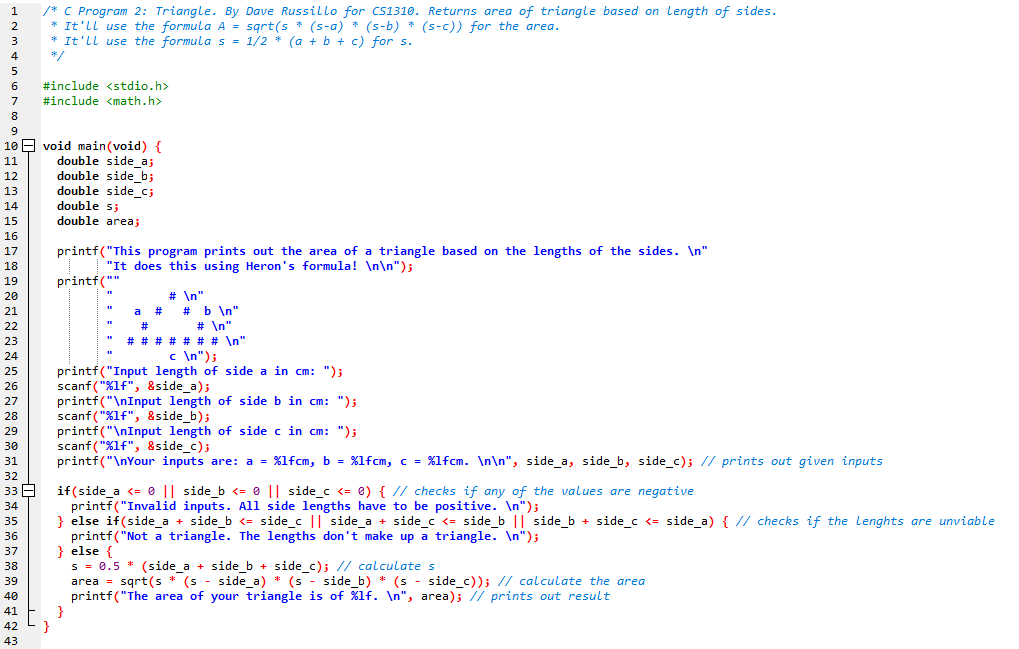 1 /* C Program 2: Triangle. By Dave Russillo for CS1310. Returns area of triangle based on length of sides.
2  * It'll use the formula A = sqrt(s * (s-a) * (s-b) * (s-c)) for the area.
3  * It'll use the formula s = 1/2 * (a + b + c) for s.
4  */
5
6 #include <stdio.h>
7 #include <math.h>
8
9
10 void main(void) {
11   double side_a;
12   double side_b;
13   double side_c;
14   double s;
15   double area;
16
17   printf("This program prints out the area of a triangle based on the lengths of the sides. \n"
18          "It does this using Heron's formula! \n\n");
19   printf(""
20          "        # \n"
21          "   a  #   #  b \n"
22          "    #       # \n"
23          "  # # # # # # # \n"
24          "        c \n");
25   printf("Input length of side a in cm: ");
26   scanf("%lf", &side_a);
27   printf("\nInput length of side b in cm: ");
28   scanf("%lf", &side_b);
29   printf("\nInput length of side c in cm: ");
30   scanf("%lf", &side_c);
31   printf("\nYour inputs are: a = %lfcm, b = %lfcm, c = %lfcm. \n\n", side_a, side_b, side_c); // prints out given inputs
32
33   if(side_a <= 0 || side_b <= 0 || side_c <= 0) { // checks if any of the values are negative
34     printf("Invalid inputs. All side lengths have to be positive. \n");
35   } else if(side_a + side_b <= side_c || side_a + side_c <= side_b || side_b + side_c <= side_a) { // checks if the lenghts are unviable
36     printf("Not a triangle. The lengths don't make up a triangle. \n");
37   } else {
38     s = 0.5 * (side_a + side_b + side_c); // calculate s
39     area = sqrt(s * (s - side_a) * (s - side_b) * (s - side_c)); // calculate the area
40     printf("The area of your triangle is of %lf. \n", area); // prints out result
41   }
42 }
43